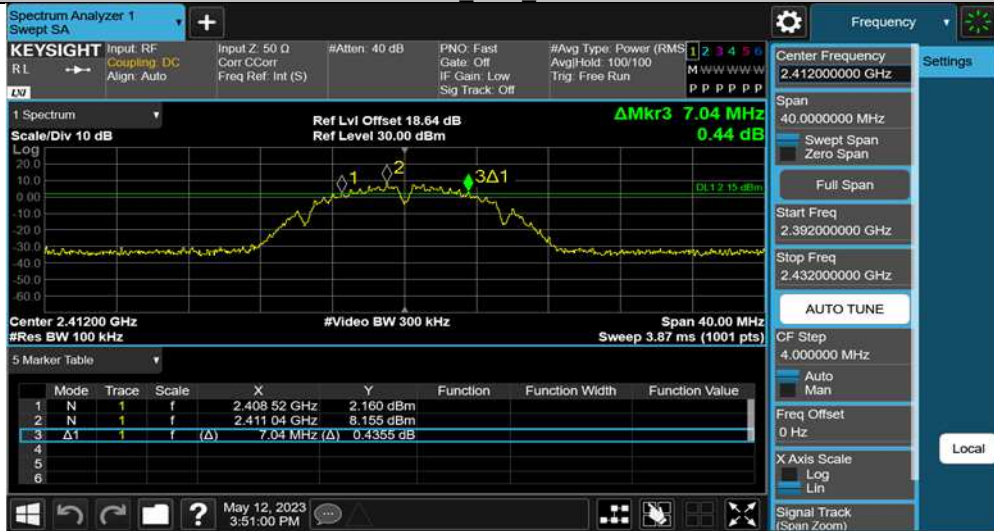 Spectrum Analyzer 1
Swept SA
+
Frequency
KEYSIGHT
RL
LXI
Input: RF
Coupling: DC
Align: Auto
Input Z: 50 Ω
Corr CCorr
Freq Ref: Int (S)
#Atten: 40 dB
PNO: Fast
Gate: Off
IF Gain: Low
Sig Track: Off
#Avg Type: Power (RMS
Avg|Hold: 100/100
Trig: Free Run
1 2 3 4 5 6
M W W W W W
P P P P P P
1 Spectrum
Scale/Div 10 dB
Ref Lvl Offset 18.64 dB
Ref Level 30.00 dBm
ΔMkr3 7.04 MHz
0.44 dB
Log
20.0
10.0
0.00
-10.0
-20.0
-30.0
-40.0
-50.0
-60.0
1
2
3Δ1
DL1 2.15 dBm
Center 2.41200 GHz
#Res BW 100 kHz
#Video BW 300 kHz
Span 40.00 MHz
Sweep 3.87 ms (1001 pts)
5 Marker Table
Mode Trace Scale X Y Function Function Width Function Value
1 N 1 f 2.408 52 GHz 2.160 dBm
2 N 1 f 2.411 04 GHz 8.155 dBm
3 Δ1 1 f (Δ) 7.04 MHz (Δ) 0.4355 dB
4
5
6
Center Frequency
2.412000000 GHz
Settings
Span
40.0000000 MHz
Swept Span
Zero Span
Full Span
Start Freq
2.392000000 GHz
Stop Freq
2.432000000 GHz
AUTO TUNE
CF Step
4.000000 MHz
Auto
Man
Freq Offset
0 Hz
X Axis Scale
Log
Lin
Signal Track
(Span Zoom)
Local
?
May 12, 2023
3:51:00 PM